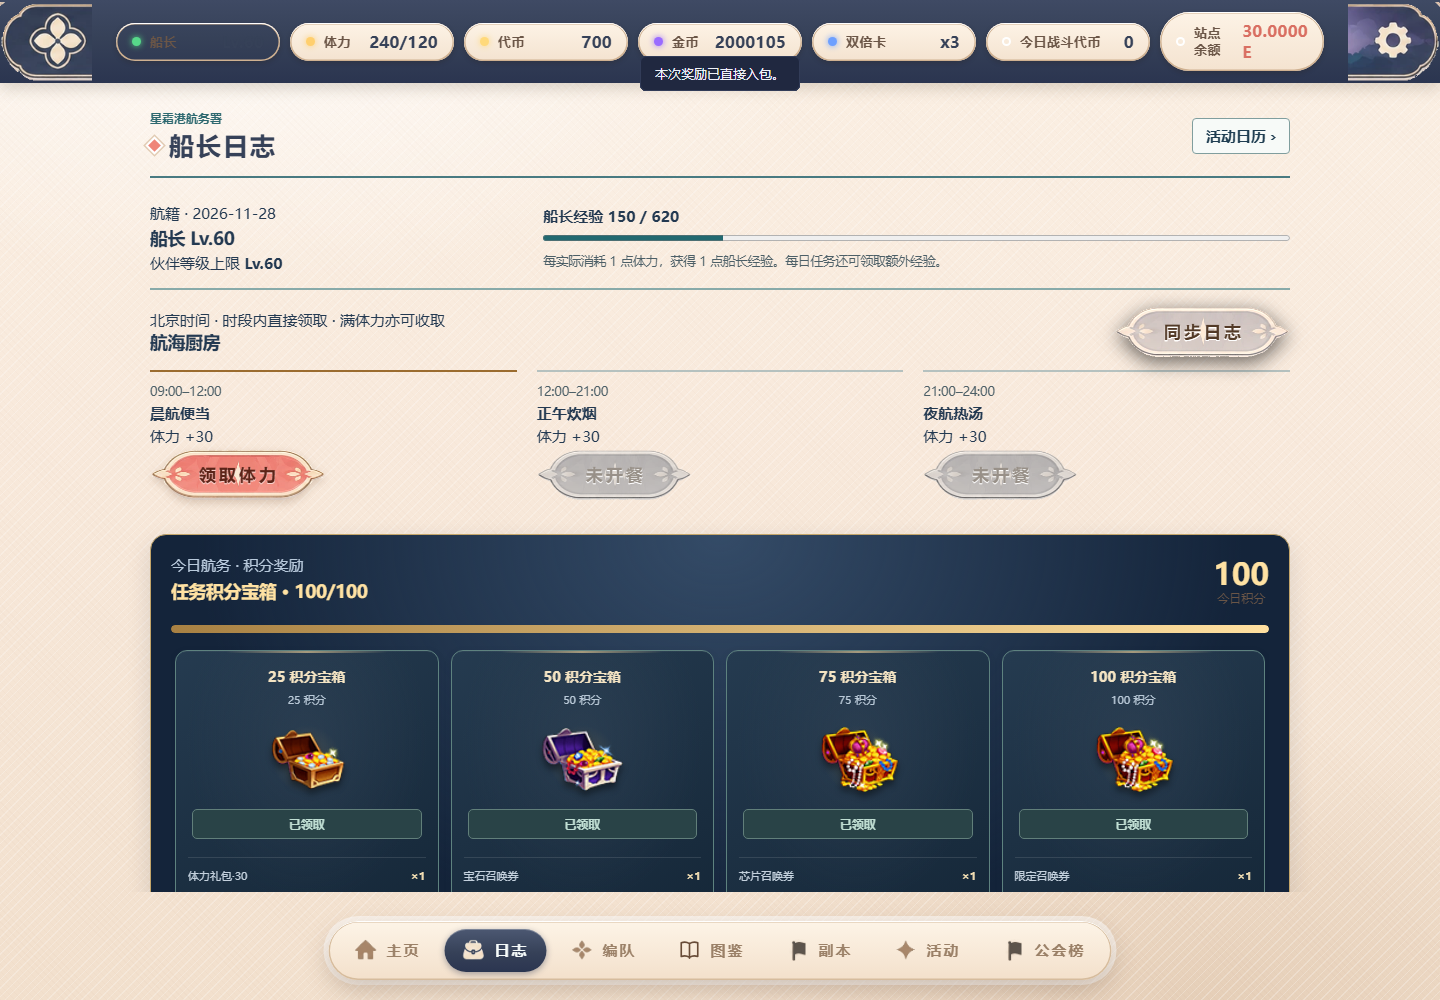 船长
体力 240/120
代币 700
金币 2000105
双倍卡 x3
今日战斗代币 0
站点余额 30.0000E
本次奖励已直接入包。
星霜港航务署
船长日志
活动日历 ›
航籍 · 2026-11-28
船长 Lv.60
伙伴等级上限 Lv.60
船长经验 150 / 620
每实际消耗 1 点体力，获得 1 点船长经验。每日任务还可领取额外经验。
北京时间 · 时段内直接领取 · 满体力亦可收取
航海厨房
同步日志
09:00–12:00
晨航便当
体力 +30
领取体力
12:00–21:00
正午炊烟
体力 +30
未开餐
21:00–24:00
夜航热汤
体力 +30
未开餐
今日航务 · 积分奖励
任务积分宝箱 • 100/100
100
今日积分
25 积分宝箱
25 积分
已领取
体力礼包·30 ×1
50 积分宝箱
50 积分
已领取
宝石召唤券 ×1
75 积分宝箱
75 积分
已领取
芯片召唤券 ×1
100 积分宝箱
100 积分
已领取
限定召唤券 ×1
主页
日志
编队
图鉴
副本
活动
公会榜